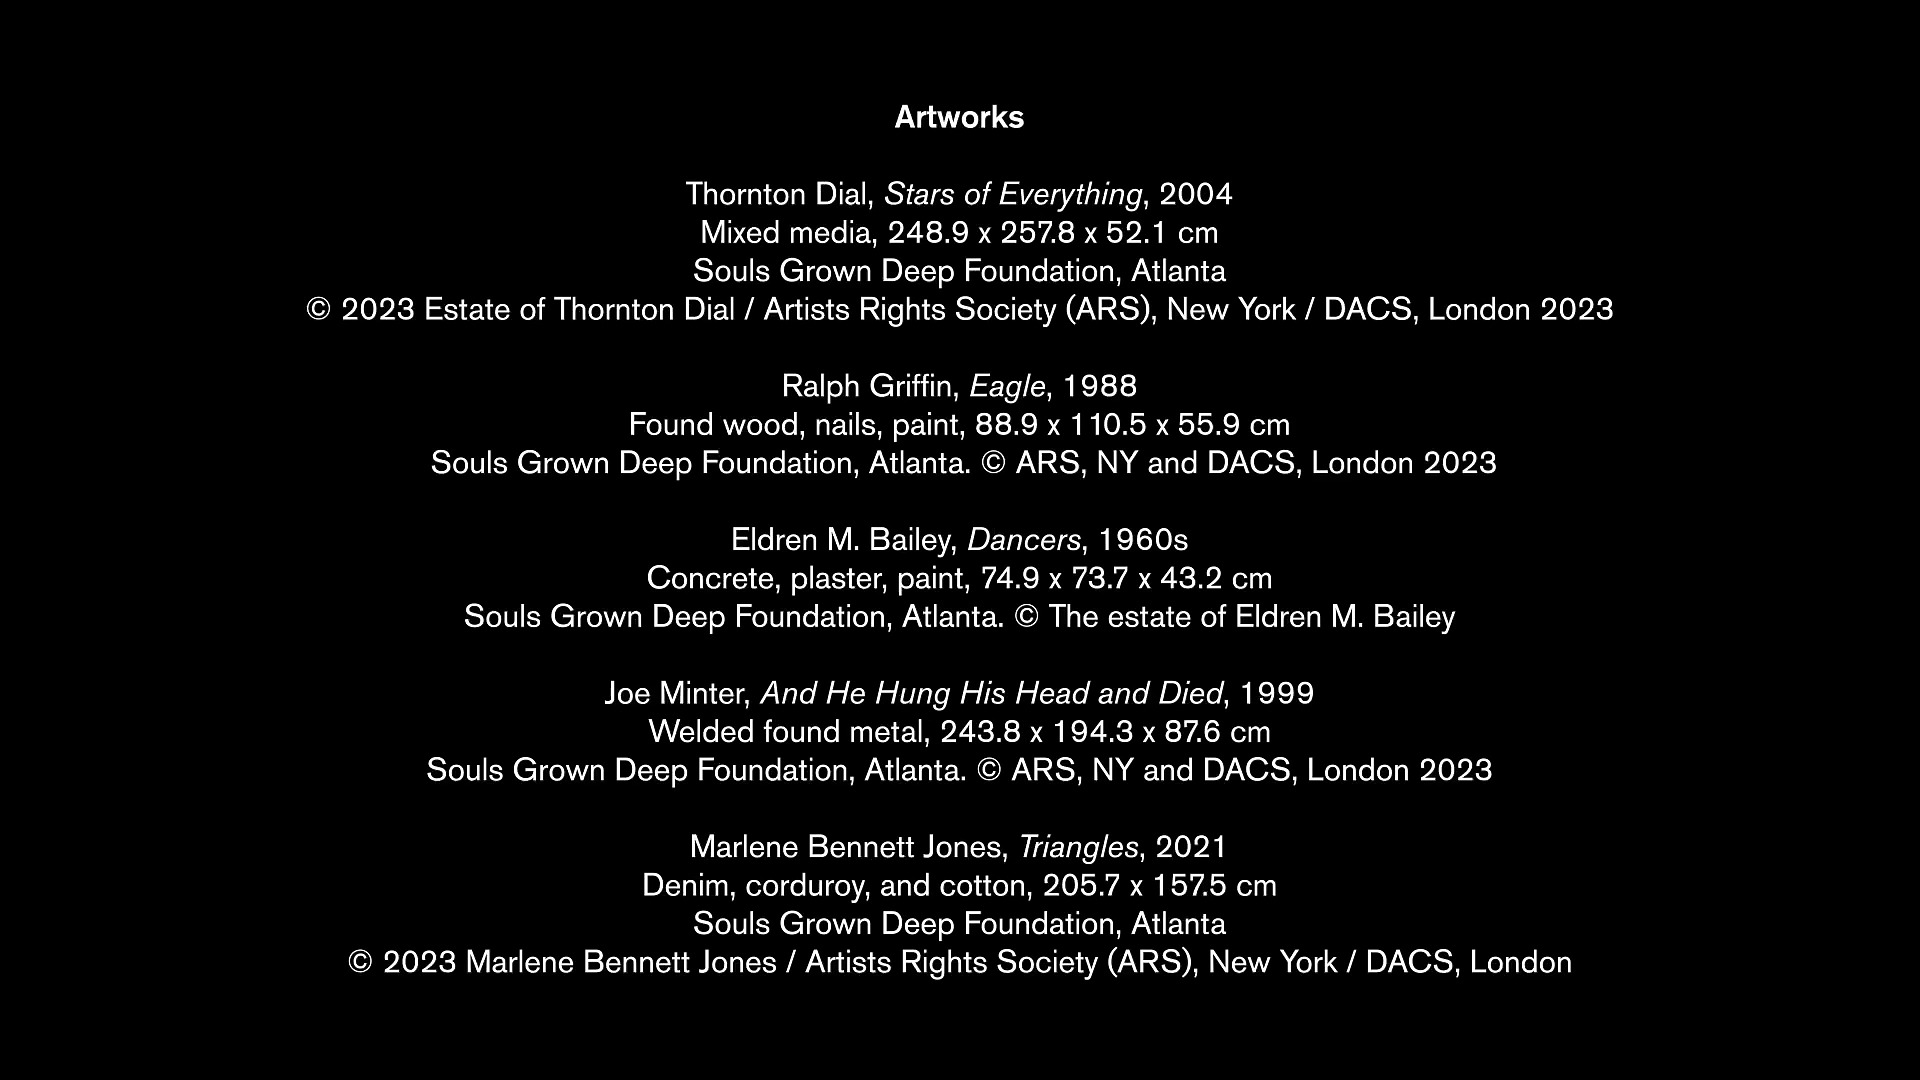 Artworks
Thornton Dial, Stars of Everything, 2004
Mixed media, 248.9 x 257.8 x 52.1 cm
Souls Grown Deep Foundation, Atlanta
© 2023 Estate of Thornton Dial / Artists Rights Society (ARS), New York / DACS, London 2023
Ralph Griffin, Eagle, 1988
Found wood, nails, paint, 88.9 x 110.5 x 55.9 cm
Souls Grown Deep Foundation, Atlanta. © ARS, NY and DACS, London 2023
Eldren M. Bailey, Dancers, 1960s
Concrete, plaster, paint, 74.9 x 73.7 x 43.2 cm
Souls Grown Deep Foundation, Atlanta. © The estate of Eldren M. Bailey
Joe Minter, And He Hung His Head and Died, 1999
Welded found metal, 243.8 x 194.3 x 87.6 cm
Souls Grown Deep Foundation, Atlanta. © ARS, NY and DACS, London 2023
Marlene Bennett Jones, Triangles, 2021
Denim, corduroy, and cotton, 205.7 x 157.5 cm
Souls Grown Deep Foundation, Atlanta
© 2023 Marlene Bennett Jones / Artists Rights Society (ARS), New York / DACS, London